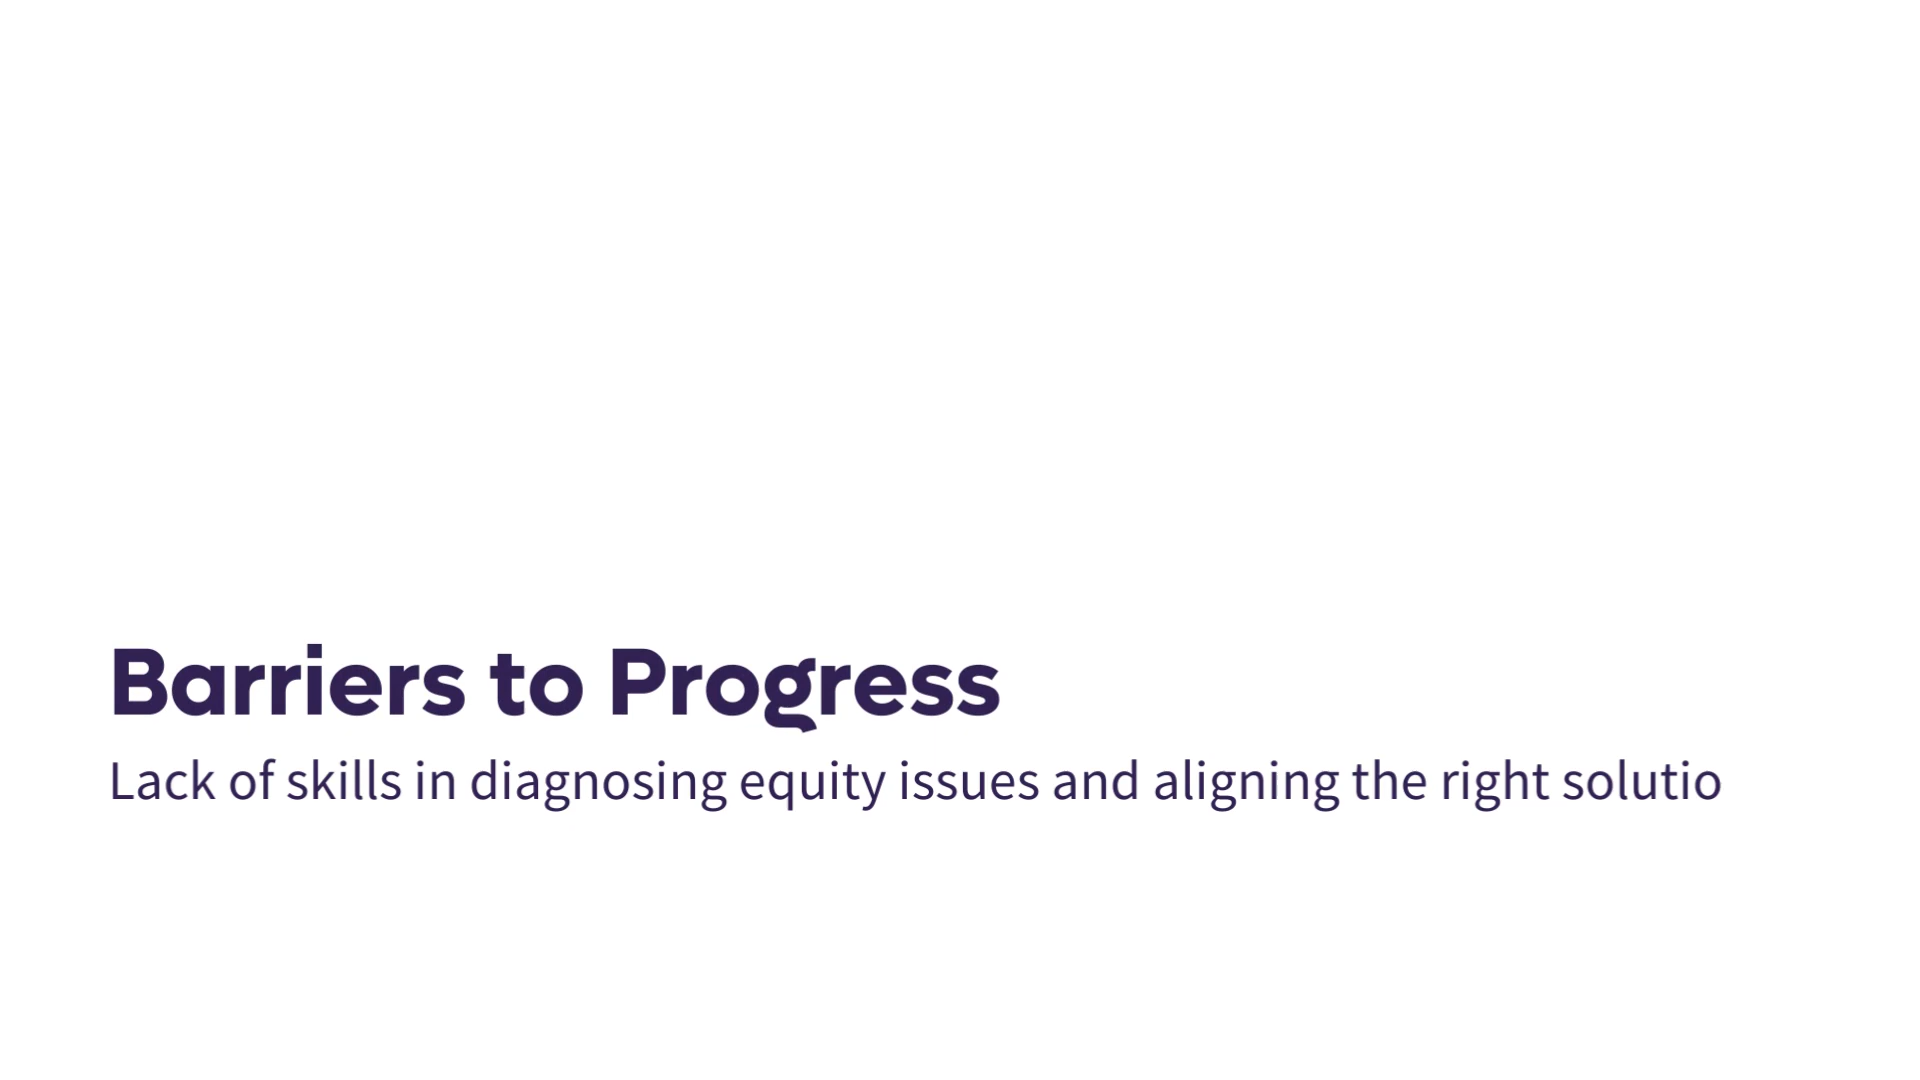 Barriers to Progress
Lack of skills in diagnosing equity issues and aligning the right solutio